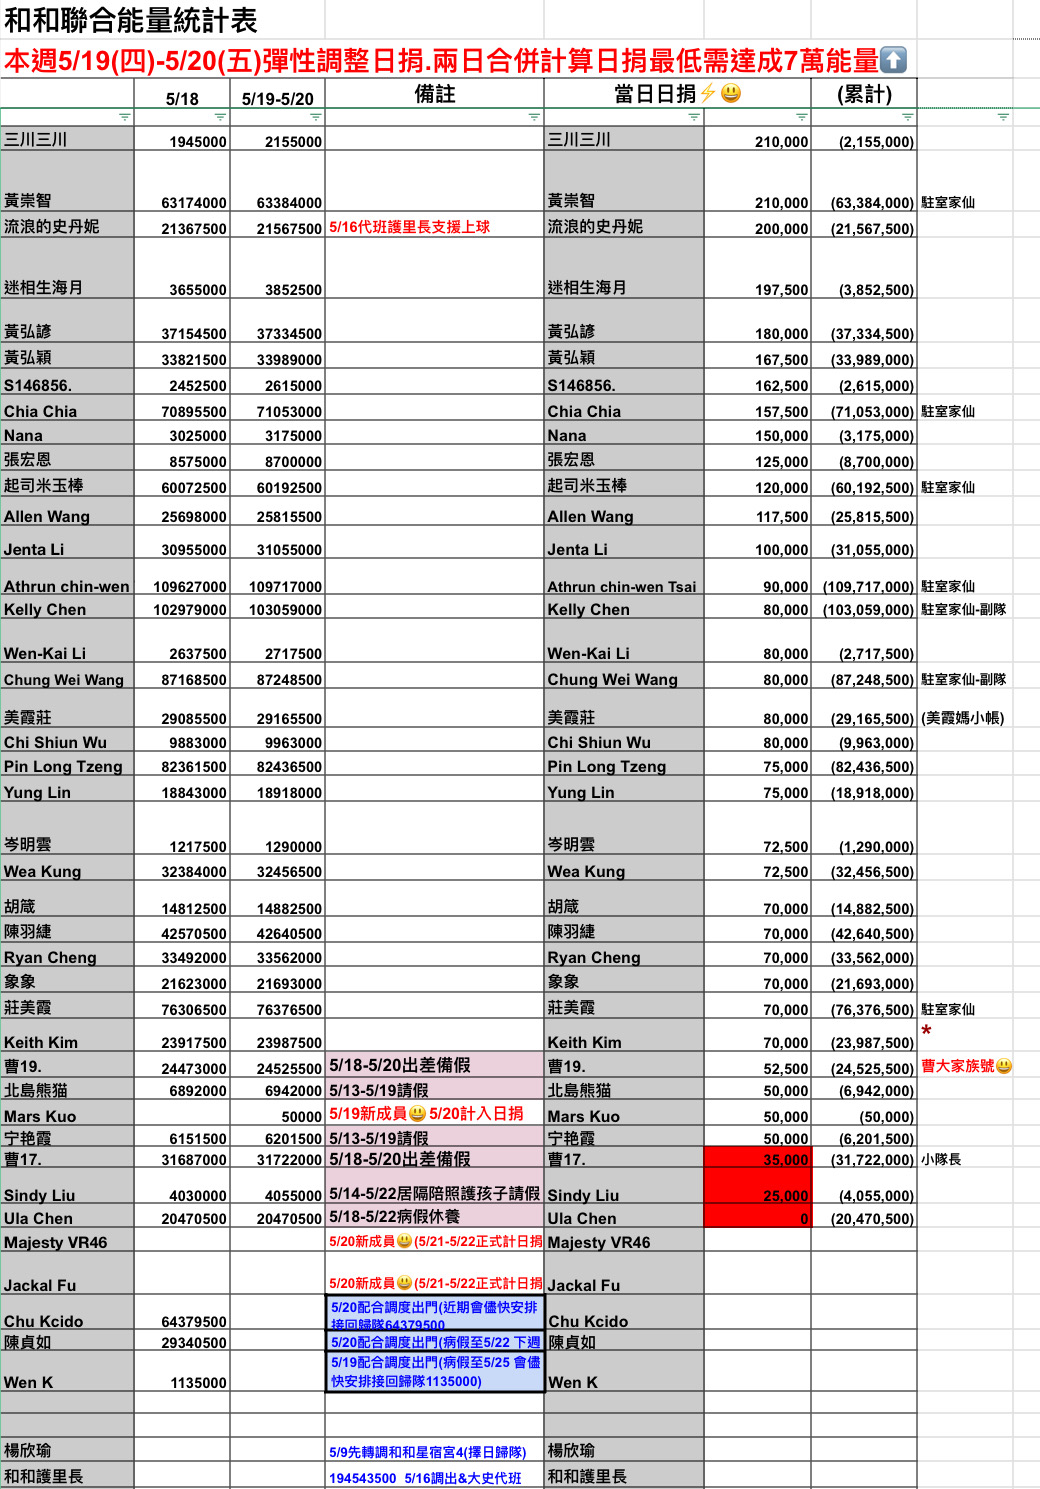 和和聯合能量統計表
本週5/19(四)-5/20(五)彈性調整日捐.兩日合併計算日捐最低需達成7萬能量⬆️
5/18 5/19-5/20 備註 當日日捐⚡😃 (累計)
三川三川 1945000 2155000 三川三川 210,000 (2,155,000)
黃崇智 63174000 63384000 黃崇智 210,000 (63,384,000) 駐室家仙
流浪的史丹妮 21367500 21567500 5/16代班護里長支援上球 流浪的史丹妮 200,000 (21,567,500)
迷相生海月 3655000 3852500 迷相生海月 197,500 (3,852,500)
黃弘諺 37154500 37334500 黃弘諺 180,000 (37,334,500)
黃弘穎 33821500 33989000 黃弘穎 167,500 (33,989,000)
S146856. 2452500 2615000 S146856. 162,500 (2,615,000)
Chia Chia 70895500 71053000 Chia Chia 157,500 (71,053,000) 駐室家仙
Nana 3025000 3175000 Nana 150,000 (3,175,000)
張宏恩 8575000 8700000 張宏恩 125,000 (8,700,000)
起司米玉棒 60072500 60192500 起司米玉棒 120,000 (60,192,500) 駐室家仙
Allen Wang 25698000 25815500 Allen Wang 117,500 (25,815,500)
Jenta Li 30955000 31055000 Jenta Li 100,000 (31,055,000)
Athrun chin-wen 109627000 109717000 Athrun chin-wen Tsai 90,000 (109,717,000) 駐室家仙
Kelly Chen 102979000 103059000 Kelly Chen 80,000 (103,059,000) 駐室家仙-副隊
Wen-Kai Li 2637500 2717500 Wen-Kai Li 80,000 (2,717,500)
Chung Wei Wang 87168500 87248500 Chung Wei Wang 80,000 (87,248,500) 駐室家仙-副隊
美霞莊 29085500 29165500 美霞莊 80,000 (29,165,500) (美霞媽小帳)
Chi Shiun Wu 9883000 9963000 Chi Shiun Wu 80,000 (9,963,000)
Pin Long Tzeng 82361500 82436500 Pin Long Tzeng 75,000 (82,436,500)
Yung Lin 18843000 18918000 Yung Lin 75,000 (18,918,000)
岑明雲 1217500 1290000 岑明雲 72,500 (1,290,000)
Wea Kung 32384000 32456500 Wea Kung 72,500 (32,456,500)
胡箴 14812500 14882500 胡箴 70,000 (14,882,500)
陳羽緁 42570500 42640500 陳羽緁 70,000 (42,640,500)
Ryan Cheng 33492000 33562000 Ryan Cheng 70,000 (33,562,000)
象象 21623000 21693000 象象 70,000 (21,693,000)
莊美霞 76306500 76376500 莊美霞 70,000 (76,376,500) 駐室家仙
Keith Kim 23917500 23987500 Keith Kim 70,000 (23,987,500) *
曹19. 24473000 24525500 5/18-5/20出差備假 曹19. 52,500 (24,525,500) 曹大家族號😃
北島熊猫 6892000 6942000 5/13-5/19請假 北島熊猫 50,000 (6,942,000)
Mars Kuo 50000 5/19新成員😃5/20計入日捐 Mars Kuo 50,000 (50,000)
宁艳霞 6151500 6201500 5/13-5/19請假 宁艳霞 50,000 (6,201,500)
曹17. 31687000 31722000 5/18-5/20出差備假 曹17. 35,000 (31,722,000) 小隊長
Sindy Liu 4030000 4055000 5/14-5/22居隔陪照護孩子請假 Sindy Liu 25,000 (4,055,000)
Ula Chen 20470500 20470500 5/18-5/22病假休養 Ula Chen 0 (20,470,500)
Majesty VR46 5/20新成員😃(5/21-5/22正式計日捐 Majesty VR46
Jackal Fu 5/20新成員😃(5/21-5/22正式計日捐 Jackal Fu
5/20配合調度出門(近期會儘快安排
Chu Kcido 64379500 接回歸隊64379500 Chu Kcido
陳貞如 29340500 5/20配合調度出門(病假至5/22 下週 陳貞如
5/19配合調度出門(病假至5/25 會儘
Wen K 1135000 快安排接回歸隊1135000) Wen K
楊欣瑜 5/9先轉調和和星宿宮4(擇日歸隊) 楊欣瑜
和和護里長 194543500 5/16調出&大史代班 和和護里長